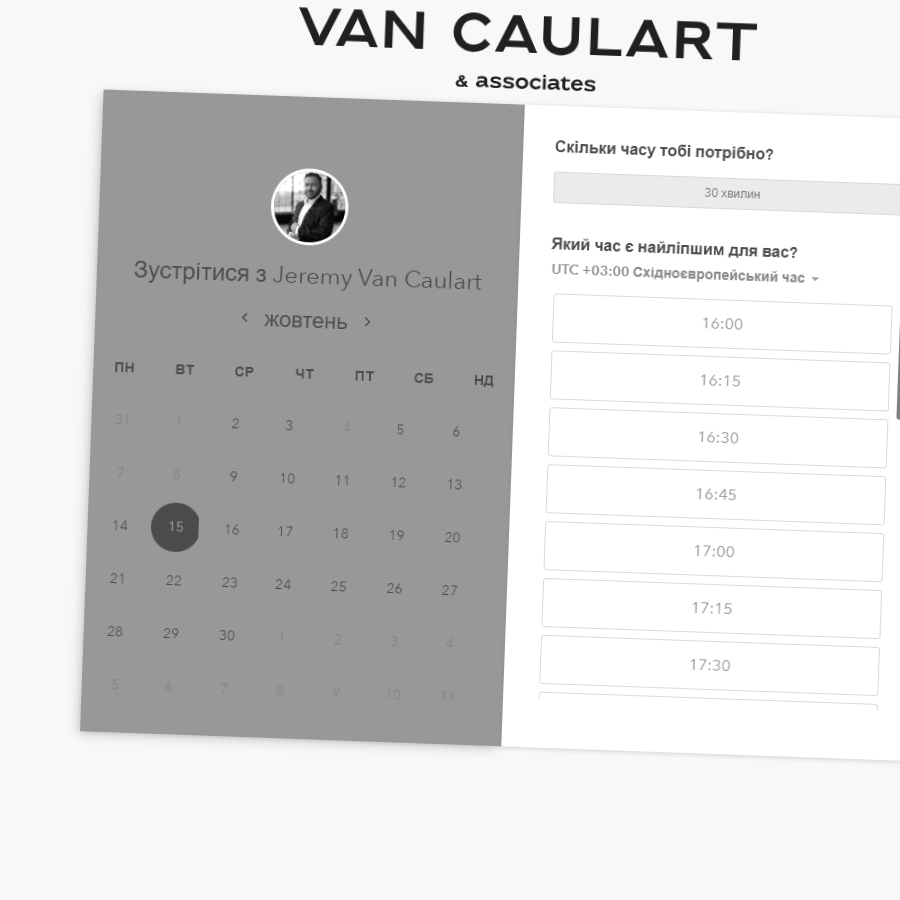 VAN CAULART
& associates
Зустрітися з Jeremy Van Caulart
жовтень
ПН ВТ СР ЧТ ПТ СБ НД
31 1 2 3 4 5 6
7 8 9 10 11 12 13
14 15 16 17 18 19 20
21 22 23 24 25 26 27
28 29 30 1 2 3 4
5 6 7 8 9 10 11
Скільки часу тобі потрібно?
30 хвилин
Який час є найліпшим для вас?
UTC +03:00 Східноєвропейський час
16:00
16:15
16:30
16:45
17:00
17:15
17:30